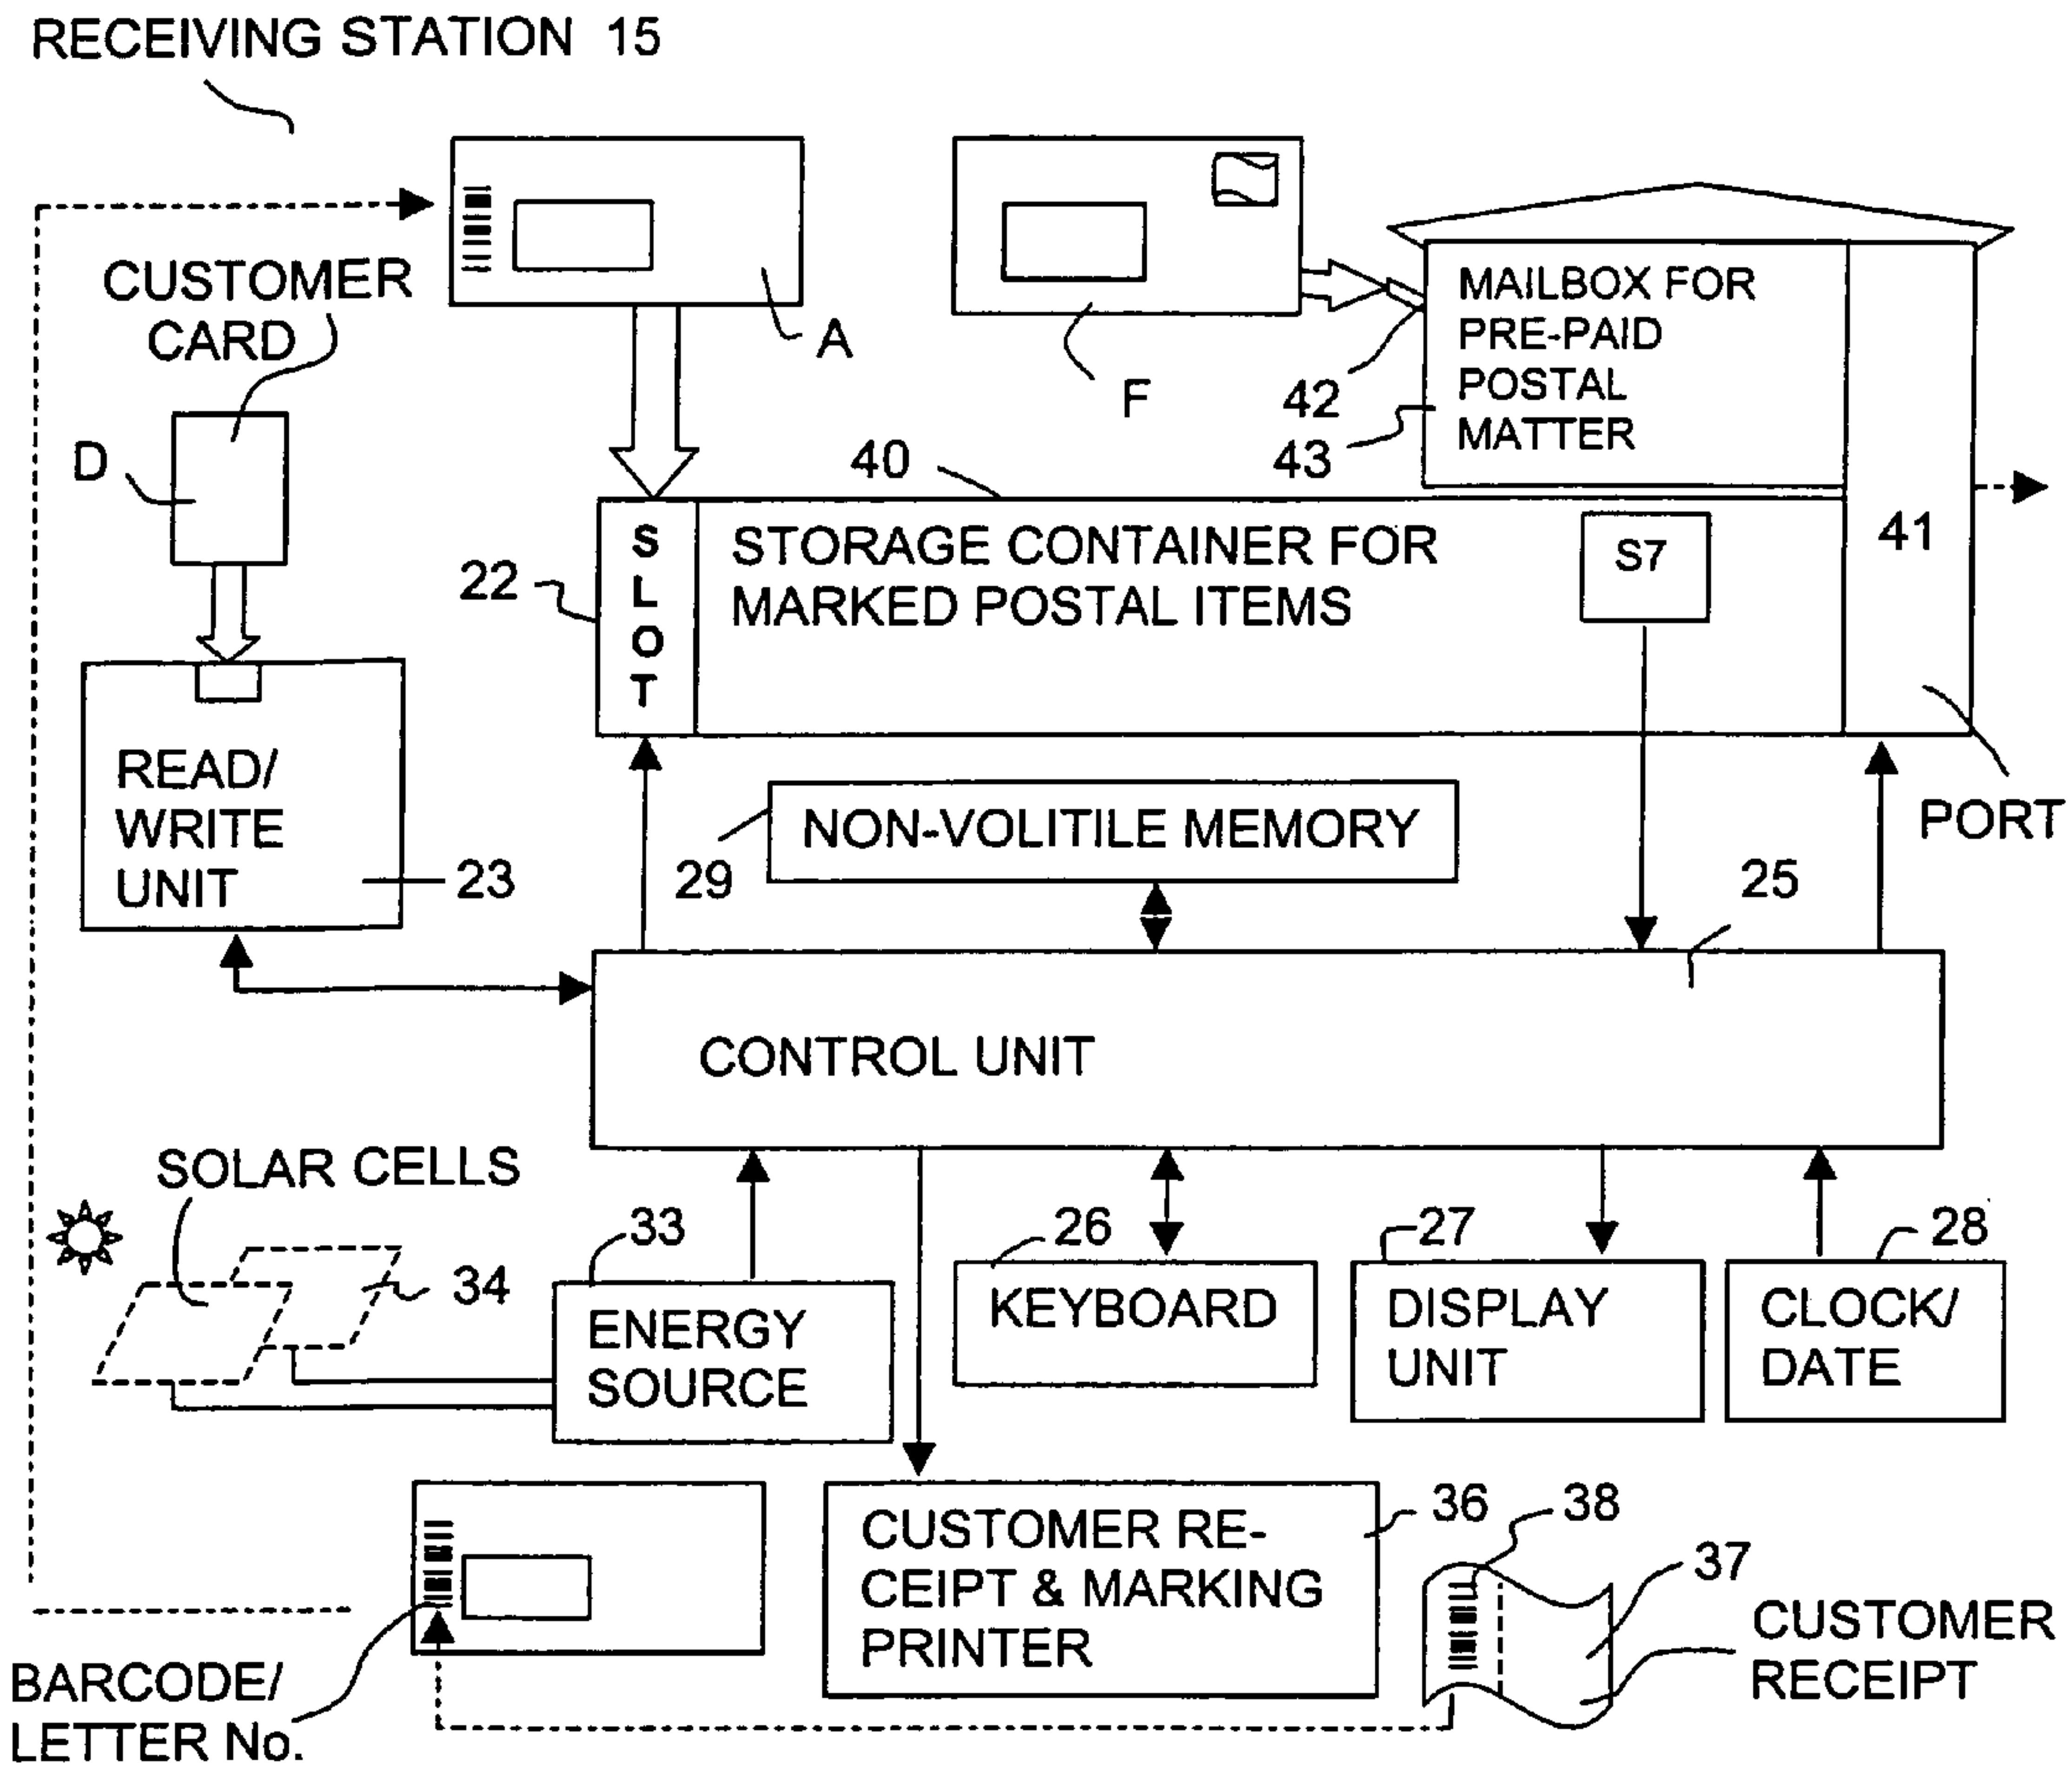 RECEIVING STATION 15
CUSTOMER
CARD
A
F
42
43
MAILBOX FOR
PRE-PAID
POSTAL
MATTER
D
40
22
SLOT
STORAGE CONTAINER FOR
MARKED POSTAL ITEMS
S7
41
READ/
WRITE
UNIT
23
29
NON-VOLITILE MEMORY
25
PORT
CONTROL UNIT
SOLAR CELLS
34
33
ENERGY
SOURCE
26
KEYBOARD
27
DISPLAY
UNIT
28
CLOCK/
DATE
BARCODE/
LETTER No.
CUSTOMER RE-
CEIPT & MARKING
PRINTER
36
38
37
CUSTOMER
RECEIPT